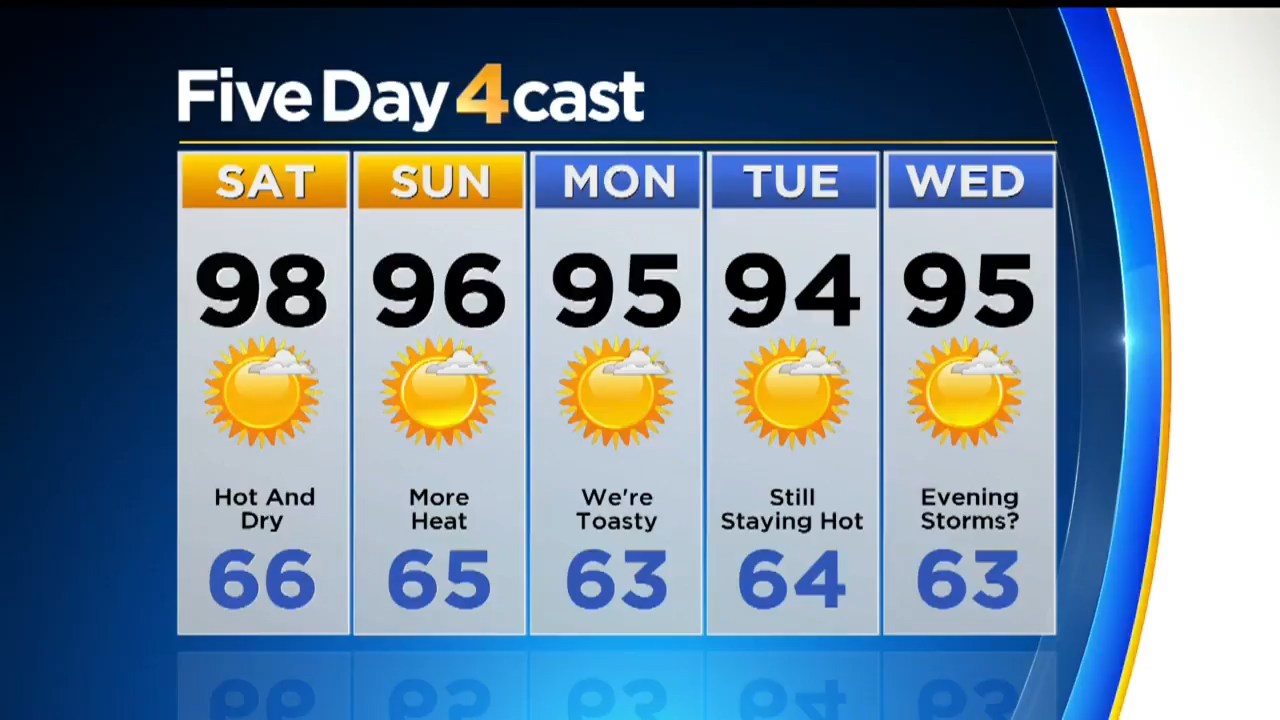 Five Day 4cast
SAT SUN MON TUE WED
98 96 95 94 95
Hot And More We're Still Evening
Dry Heat Toasty Staying Hot Storms?
66 65 63 64 63